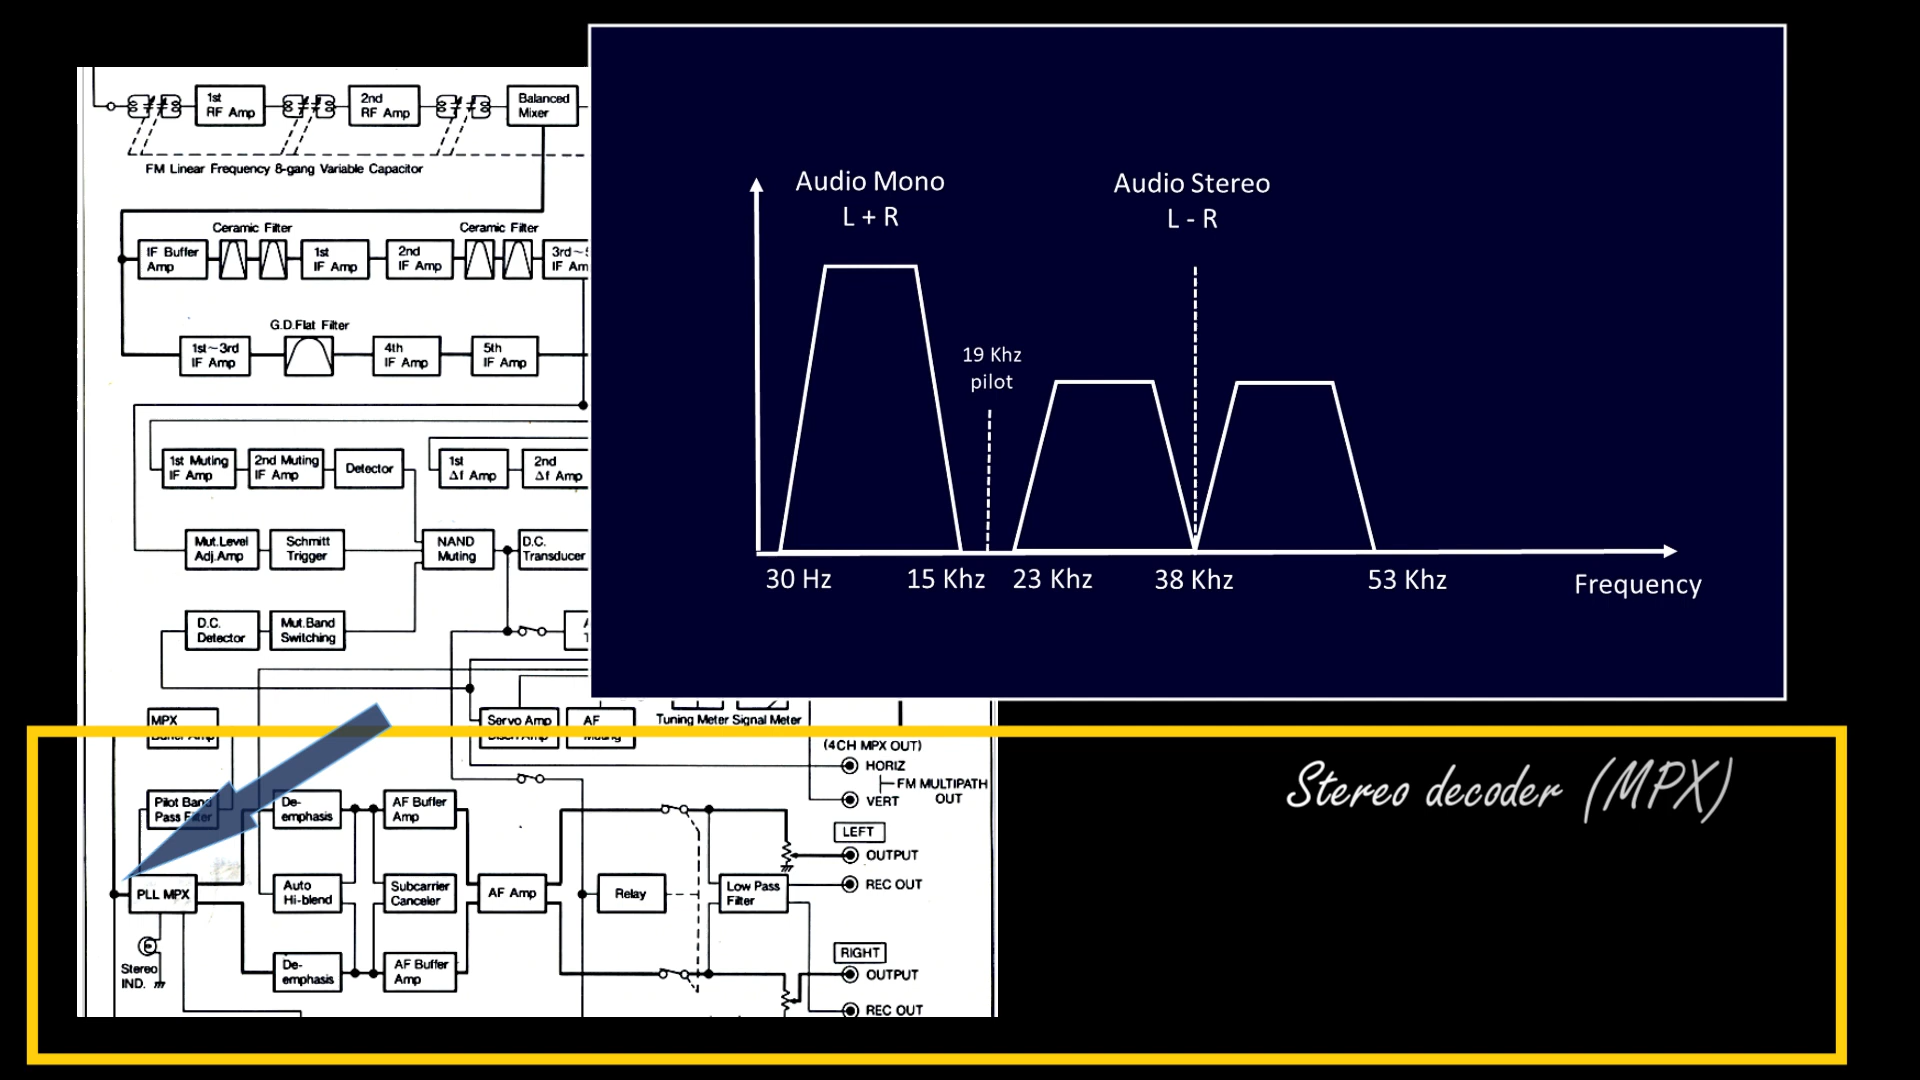 1st
RF Amp
2nd
RF Amp
Balanced
Mixer
FM Linear Frequency 8-gang Variable Capacitor
Ceramic Filter
Ceramic Filter
IF Buffer
Amp
1st
IF Amp
2nd
IF Amp
3rd~
IF Am
G.D.Flat Filter
1st~3rd
IF Amp
4th
IF Amp
5th
IF Amp
1st Muting
IF Amp
2nd Muting
IF Amp
Detector
1st
Δf Amp
2nd
Δf Amp
Mut.Level
Adj.Amp
Schmitt
Trigger
NAND
Muting
D.C.
Transducer
D.C.
Detector
Mut.Band
Switching
Audio Mono
L + R
Audio Stereo
L - R
19 Khz
pilot
30 Hz
15 Khz
23 Khz
38 Khz
53 Khz
Frequency
MPX
Buffer Amp
Servo Amp
AF
Muting
Tuning Meter Signal Meter
(4CH MPX OUT)
HORIZ
FM MULTIPATH
OUT
VERT
Stereo decoder (MPX)
Pilot Band
Pass Filter
De-
emphasis
AF Buffer
Amp
LEFT
OUTPUT
REC OUT
PLL MPX
Auto
Hi-blend
Subcarrier
Canceler
AF Amp
Relay
Low Pass
Filter
Stereo
IND.
De-
emphasis
AF Buffer
Amp
RIGHT
OUTPUT
REC OUT